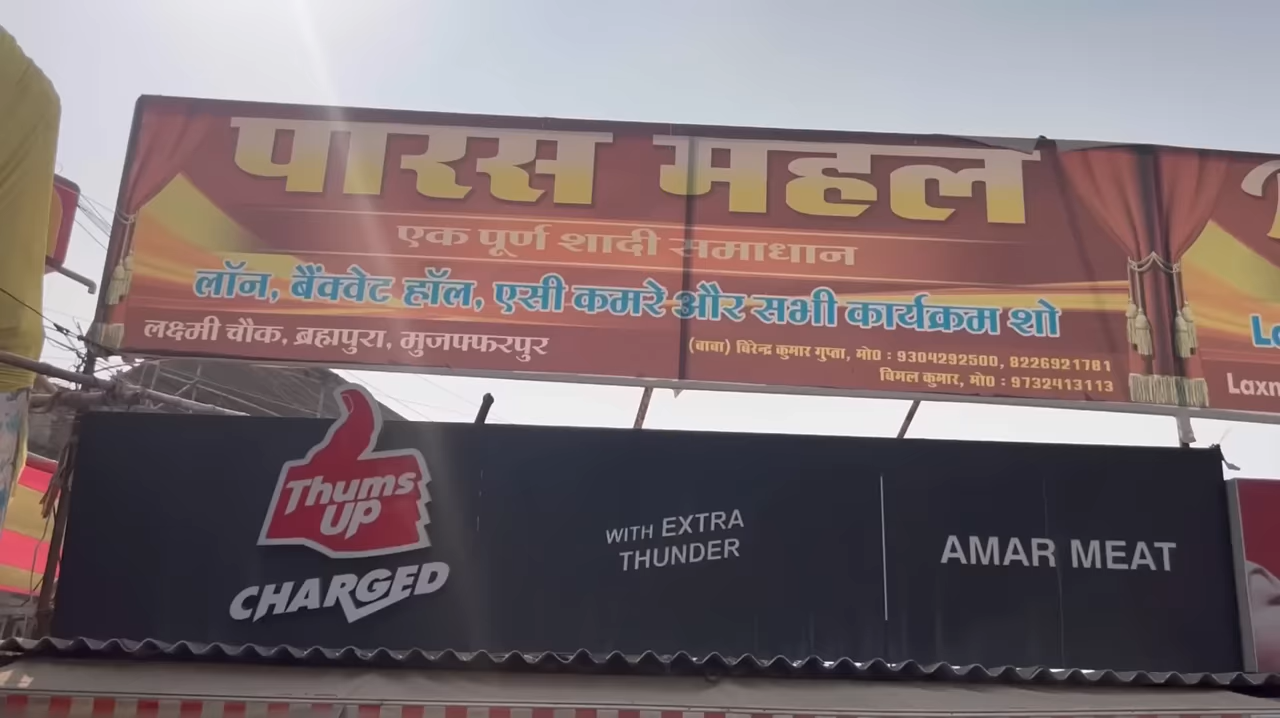 पारस महल
एक पूर्ण शादी समाधान
लॉन, बैंक्वेट हॉल, एसी कमरे और सभी कार्यक्रम शो
लक्ष्मी चौक, ब्रहापुरा, मुजफ्फरपुर
(बाबा) बिरेन्द्र कुमार गुप्ता, मो0 : 9304292500, 8226921781
बिमल कुमार, मो0 : 9732413113
Thums
UP
CHARGED
WITH EXTRA
THUNDER
AMAR MEAT